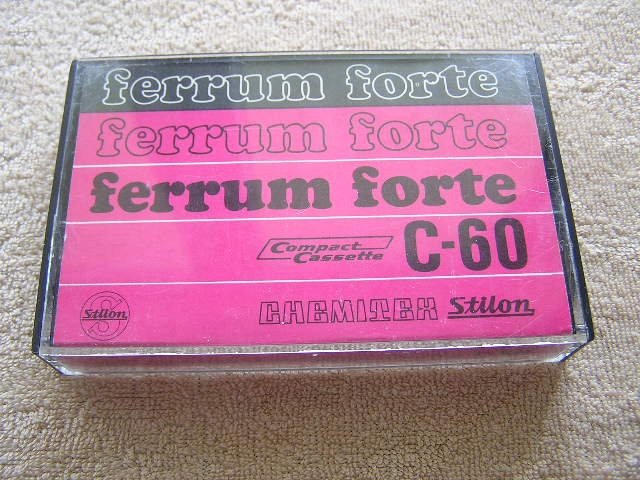 ferrum forte
ferrum forte
ferrum forte
Compact Cassette C-60
Stilon CHEMITEX Stilon